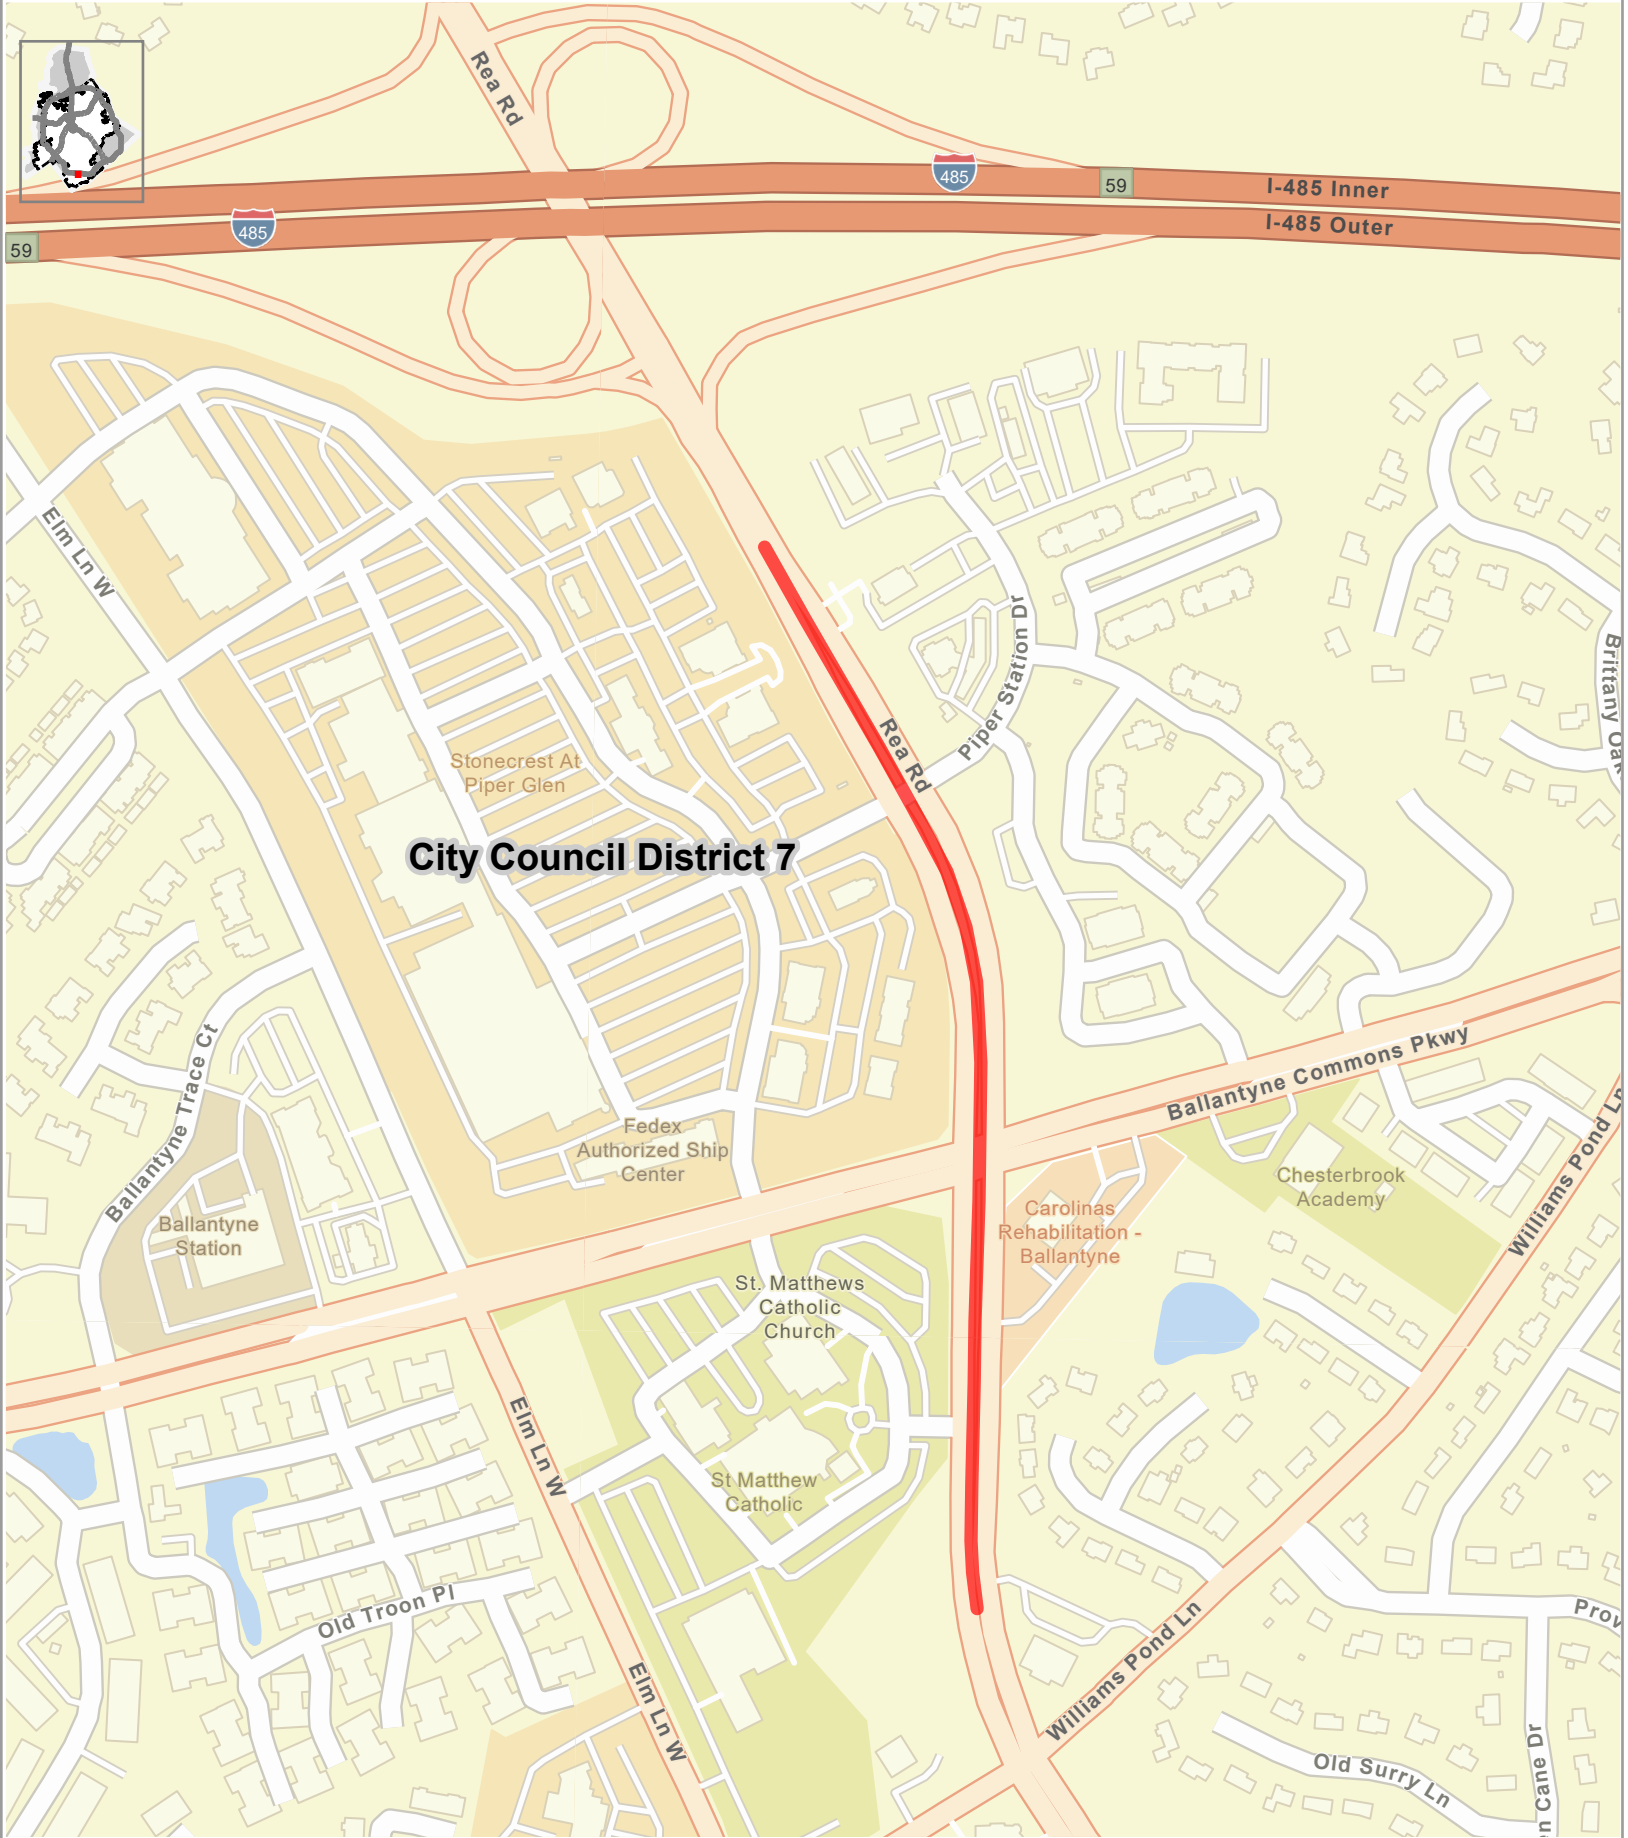 Rea Rd
485
59
I-485 Inner
I-485 Outer
485
59
Elm Ln W
Piper Station Dr
Brittany Oak
Rea Rd
Stonecrest At
Piper Glen
City Council District 7
Ballantyne Trace Ct
Ballantyne Commons Pkwy
Williams Pond Ln
Fedex
Authorized Ship
Center
Chesterbrook
Academy
Carolinas
Rehabilitation -
Ballantyne
Ballantyne
Station
St. Matthews
Catholic
Church
Elm Ln W
St Matthew
Catholic
Old Troon Pl
Prov
Williams Pond Ln
Elm Ln W
Old Surry Ln
n Cane Dr